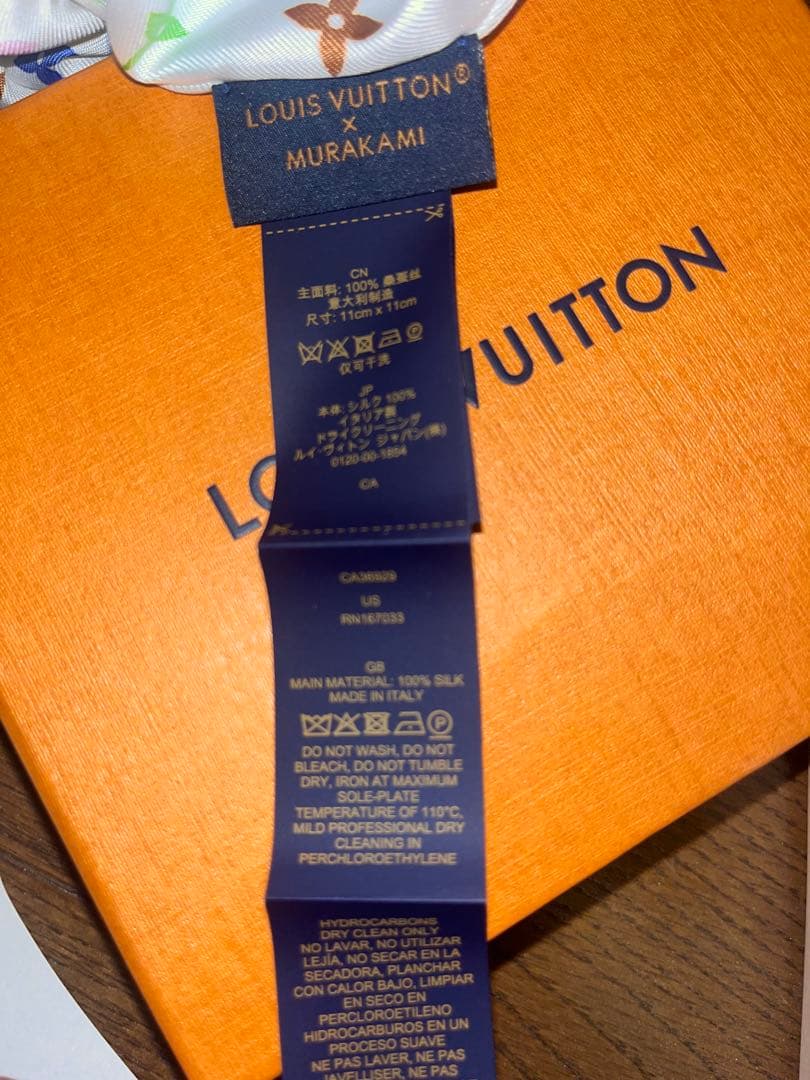 LOUIS VUITTON®
x
MURAKAMI
CN
主面料: 100% 桑蚕丝
意大利制造
尺寸: 11cm x 11cm
仅可干洗
JP
本体: シルク 100%
イタリア製
ドライクリーニング
ルイ・ヴィトン ジャパン(株)
0120-00-1854
CA
LO VUITTON
CA36929
US
RN167033
GB
MAIN MATERIAL: 100% SILK
MADE IN ITALY
DO NOT WASH, DO NOT
BLEACH, DO NOT TUMBLE
DRY, IRON AT MAXIMUM
SOLE-PLATE
TEMPERATURE OF 110°C,
MILD PROFESSIONAL DRY
CLEANING IN
PERCHLOROETHYLENE
HYDROCARBONS
DRY CLEAN ONLY
NO LAVAR, NO UTILIZAR
LEJÍA, NO SECAR EN LA
SECADORA, PLANCHAR
CON CALOR BAJO, LIMPIAR
EN SECO EN
PERCLOROETILENO
HIDROCARBUROS EN UN
PROCESO SUAVE
NE PAS LAVER, NE PAS
JAVELLISER, NE PAS